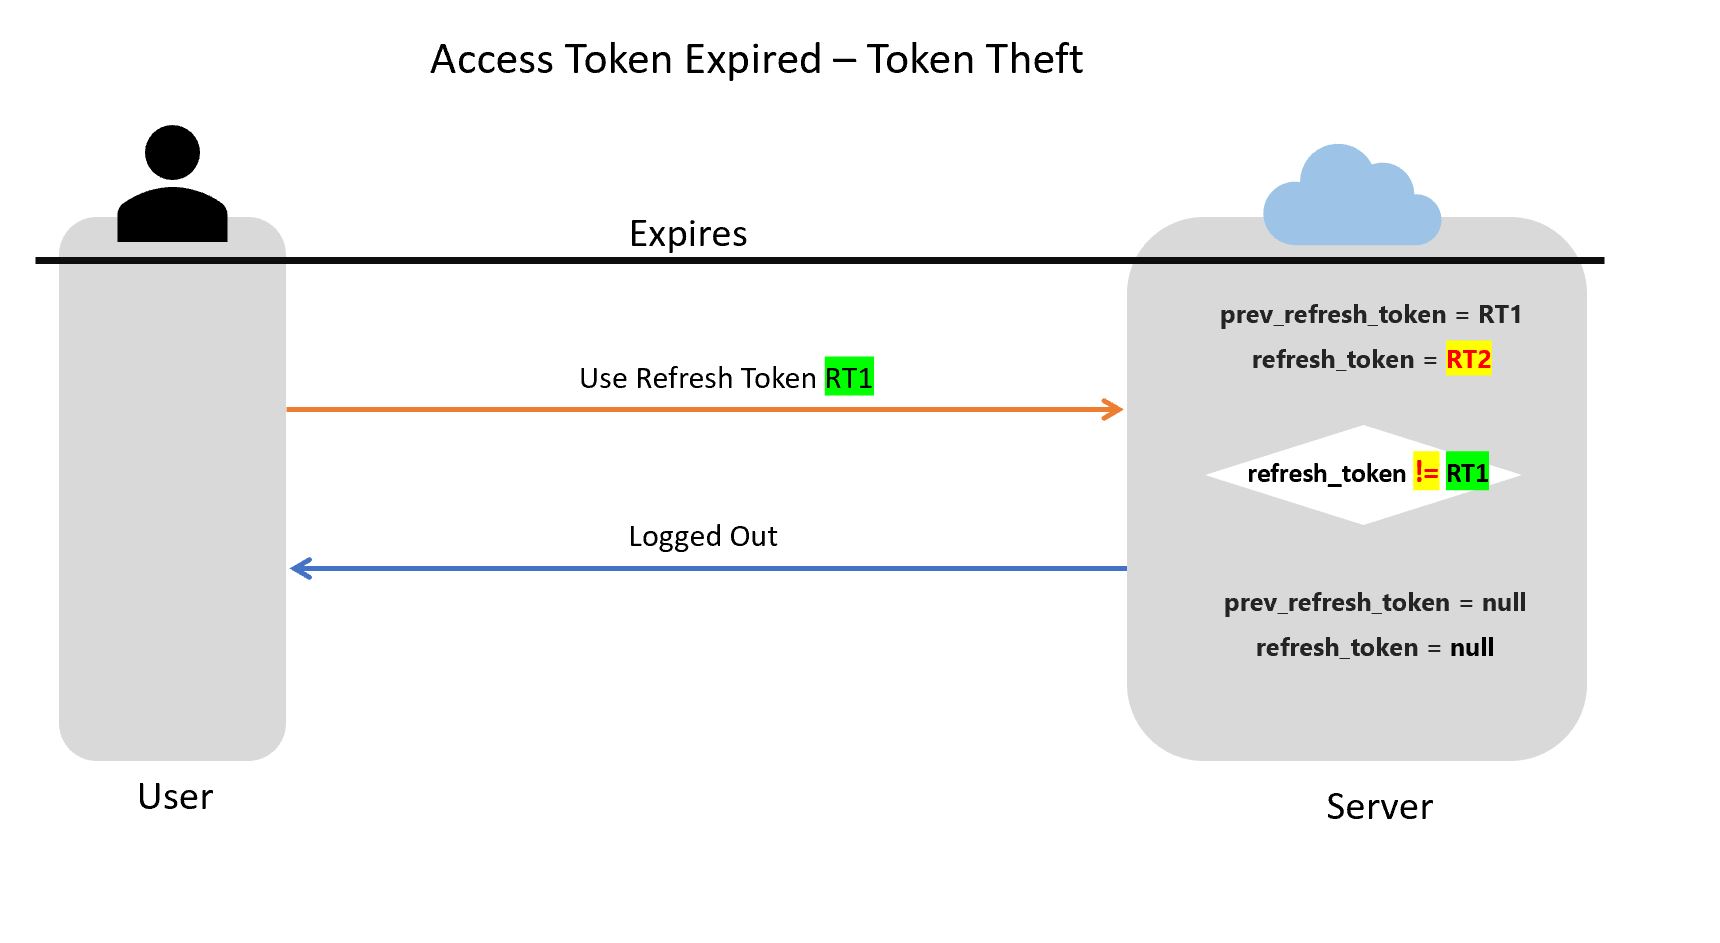 Access Token Expired – Token Theft
Expires
prev_refresh_token = RT1
refresh_token = RT2
Use Refresh Token RT1
refresh_token != RT1
Logged Out
prev_refresh_token = null
refresh_token = null
User
Server